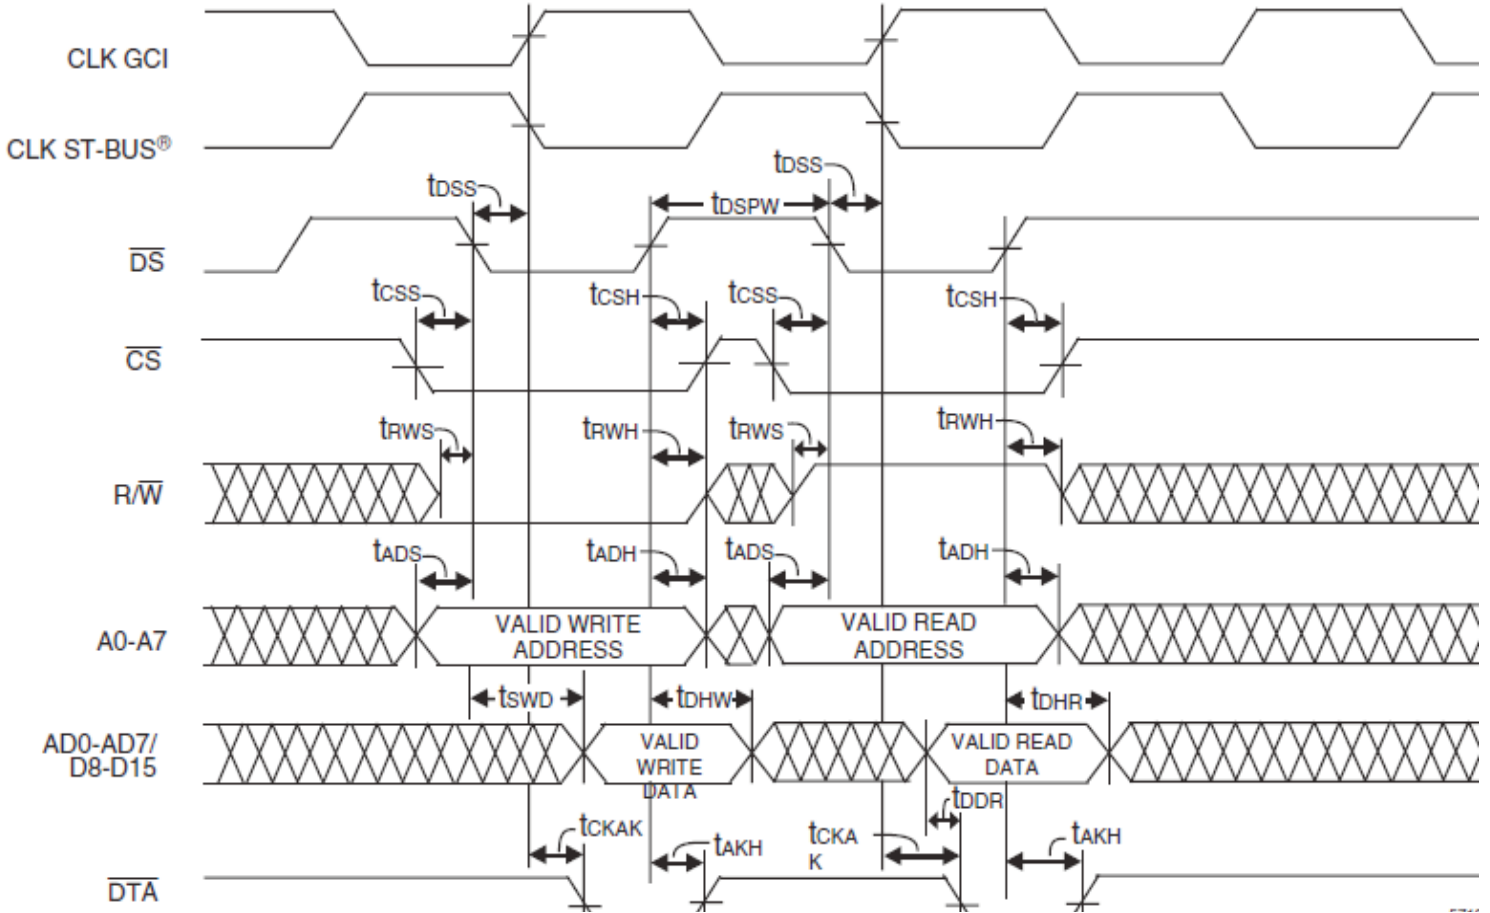 CLK GCI
CLK ST-BUS®
tDSS
tDSS
tDSPW
DS
tCSS
tCSH
tCSS
tCSH
CS
tRWS
tRWH
tRWS
tRWH
R/W
tADS
tADH
tADS
tADH
A0-A7
VALID WRITE
ADDRESS
VALID READ
ADDRESS
tSWD
tDHW
tDHR
AD0-AD7/
D8-D15
VALID
WRITE
DATA
VALID READ
DATA
tDDR
tCKAK
tAKH
tCKA
K
tAKH
DTA